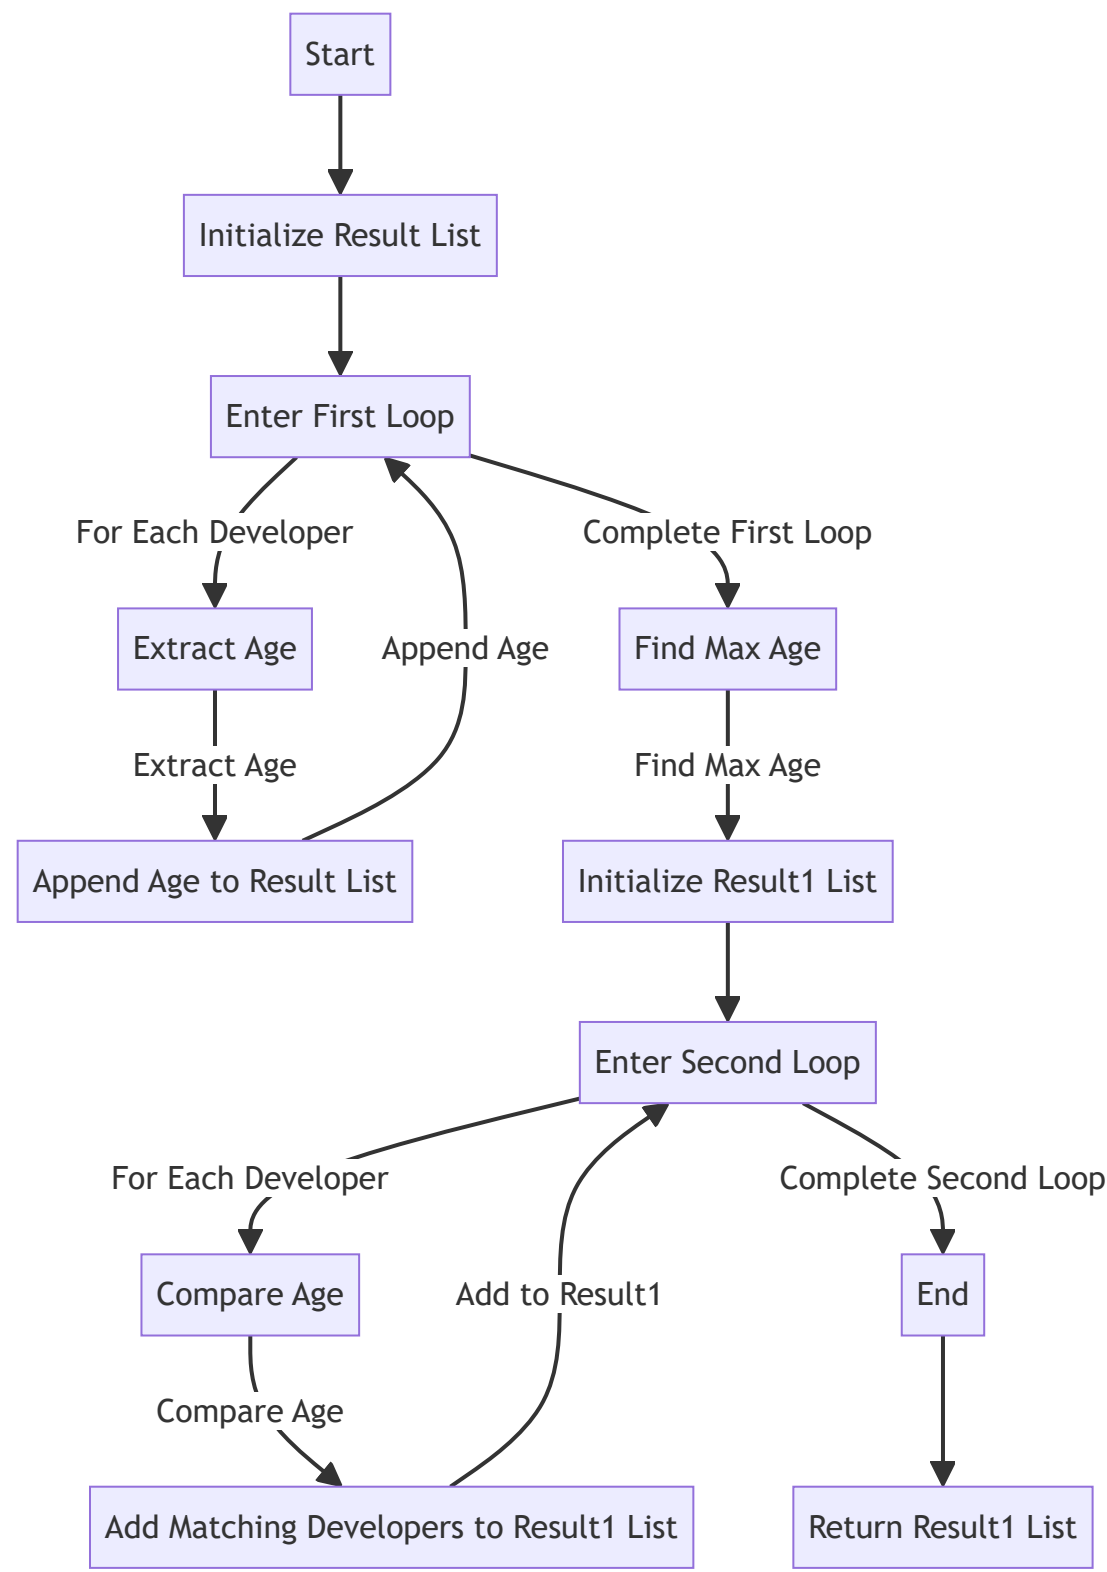 Start
Initialize Result List
Enter First Loop
For Each Developer
Complete First Loop
Extract Age
Append Age
Find Max Age
Extract Age
Find Max Age
Append Age to Result List
Initialize Result1 List
Enter Second Loop
For Each Developer
Complete Second Loop
Compare Age
Add to Result1
End
Compare Age
Add Matching Developers to Result1 List
Return Result1 List